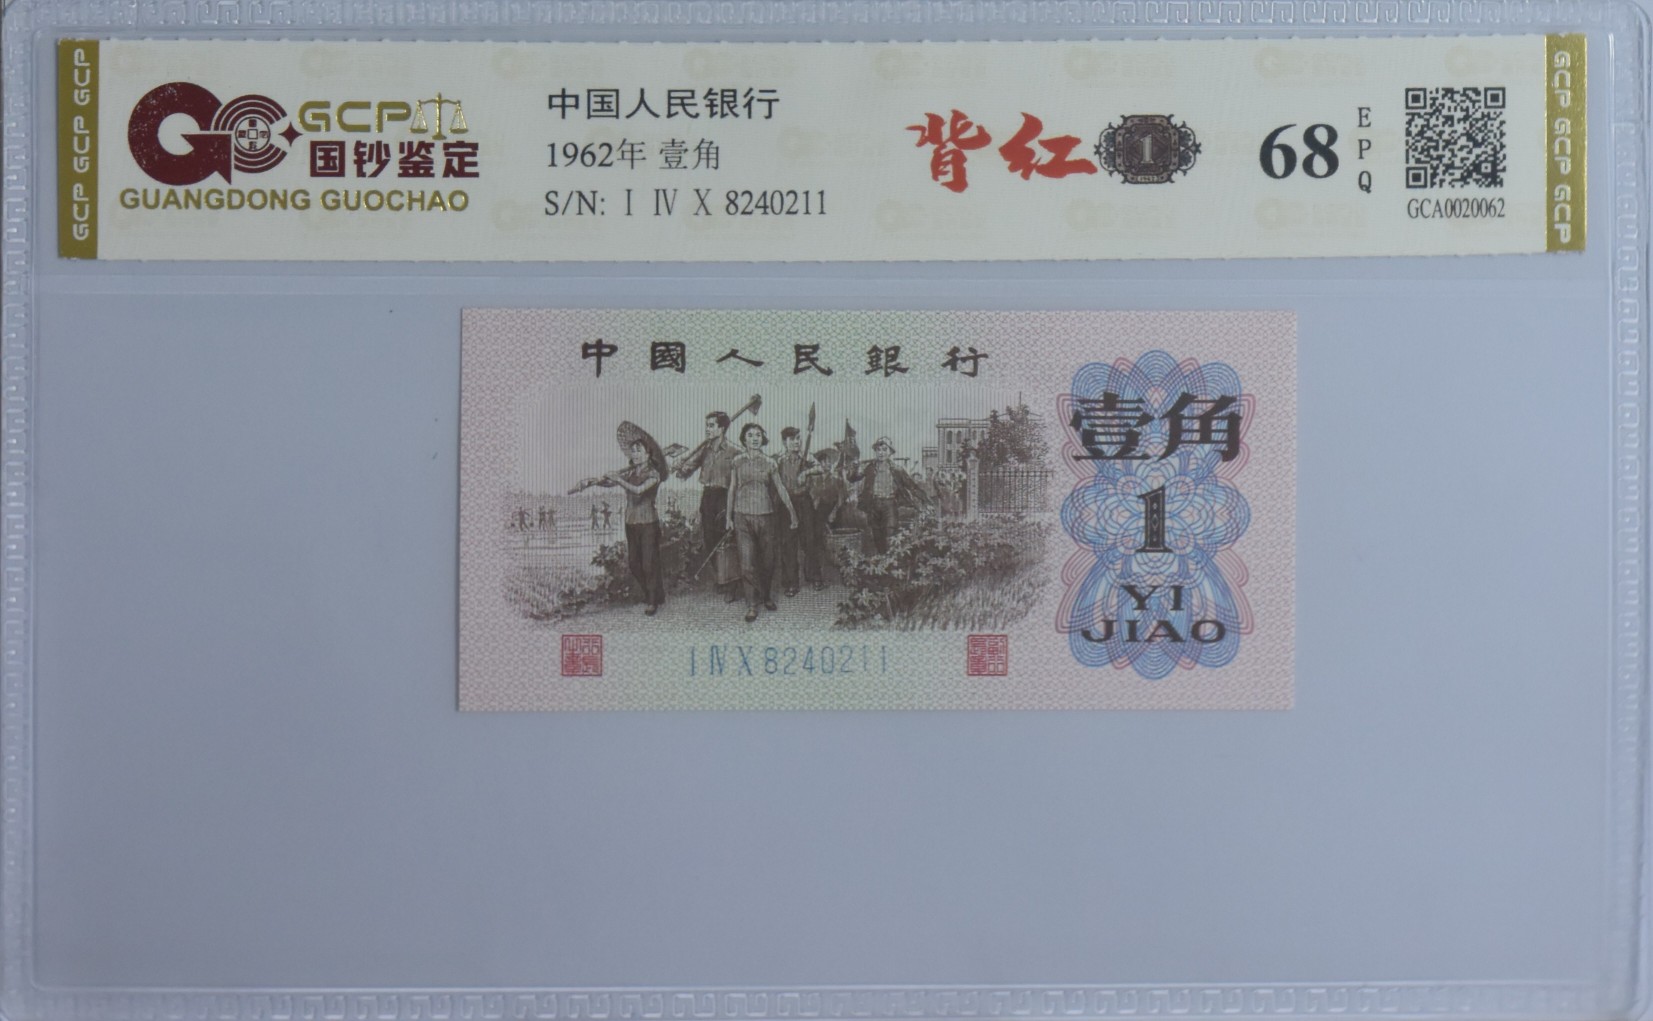 GCP GCP GCP
GCP
国钞鉴定
GUANGDONG GUOCHAO
中国人民银行
1962年 壹角
S/N: I IV X 8240211
背红
1
68
EPQ
GCA0020062
GCP GCP GCP
中國人民銀行
壹角
1
YI
JIAO
I IV X 8240211